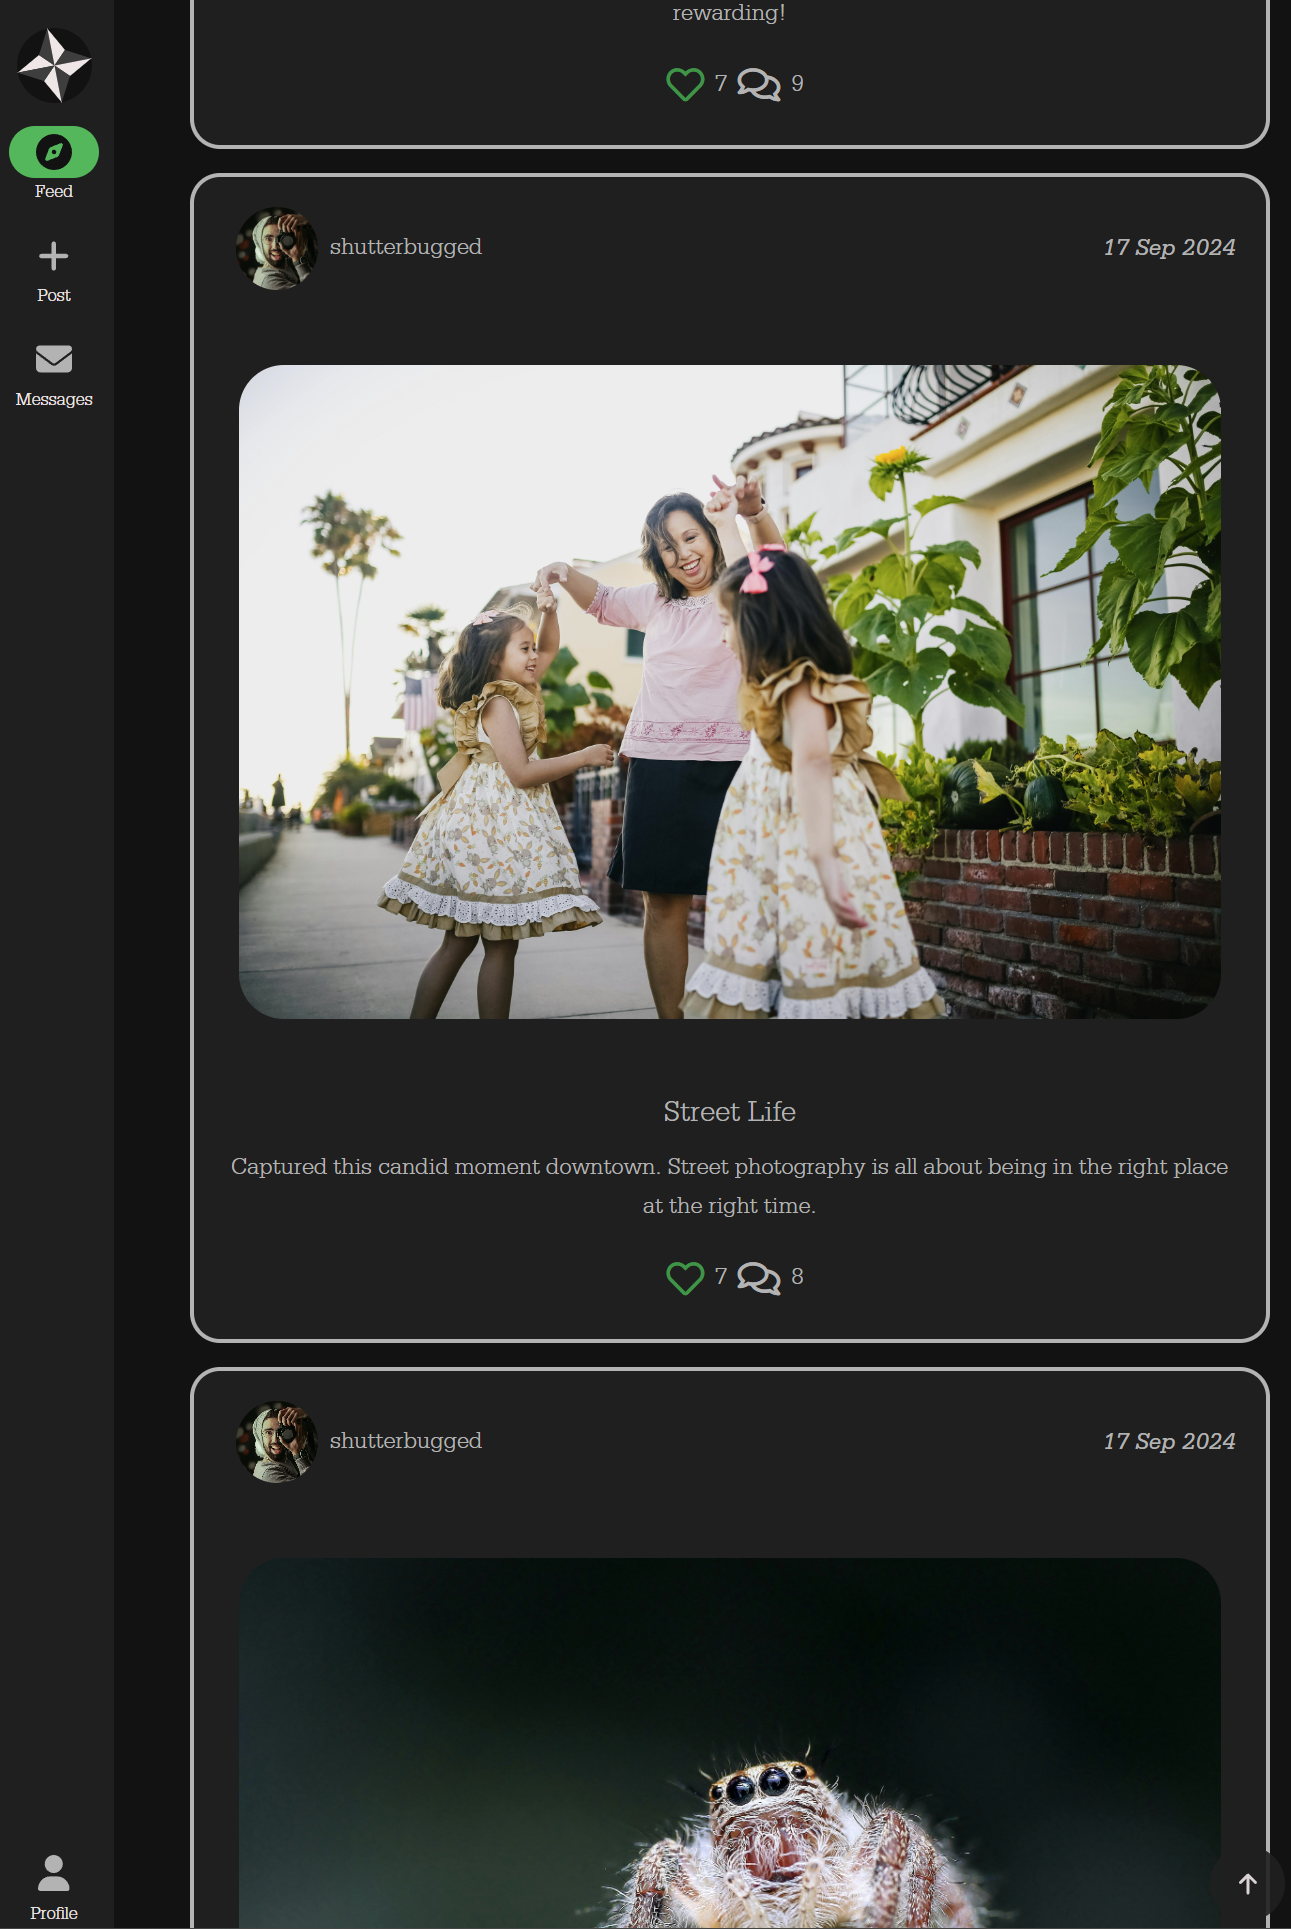 rewarding!
7 9
Feed
Post
Messages
shutterbugged
17 Sep 2024
Street Life
Captured this candid moment downtown. Street photography is all about being in the right place
at the right time.
7 8
shutterbugged
17 Sep 2024
Profile